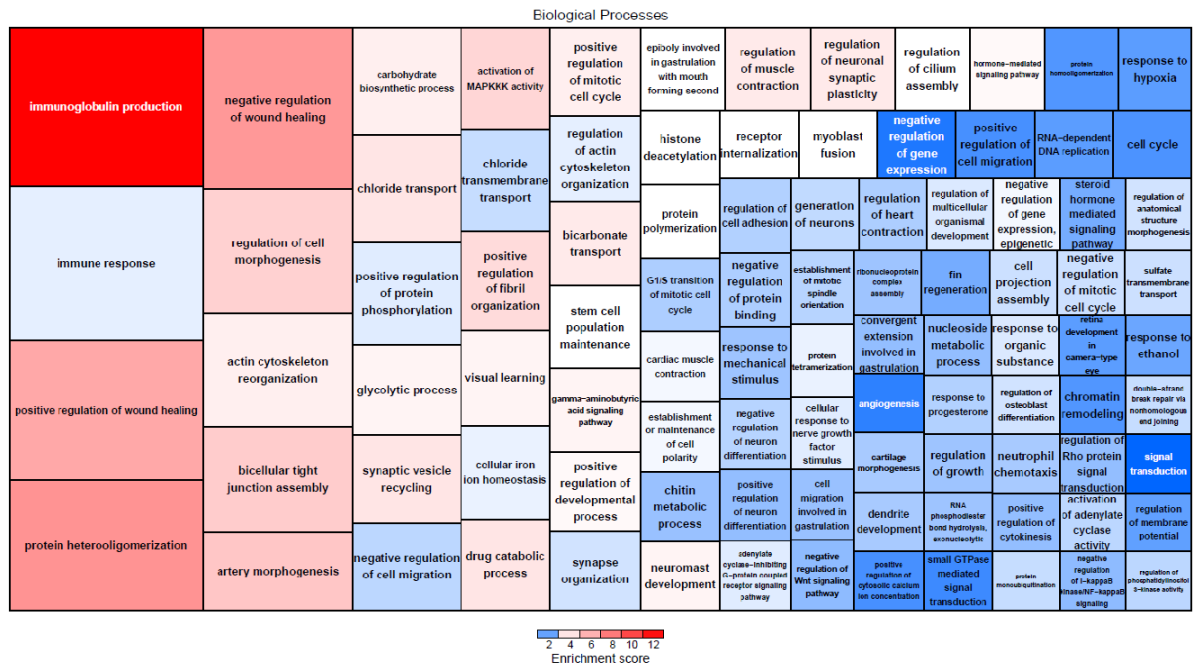 Biological Processes
immunoglobulin production
immune response
positive regulation of wound healing
protein heterooligomerization
negative regulation
of wound healing
regulation of cell
morphogenesis
actin cytoskeleton
reorganization
bicellular tight
junction assembly
artery morphogenesis
carbohydrate
biosynthetic process
chloride transport
positive regulation
of protein
phosphorylation
glycolytic process
synaptic vesicle
recycling
negative regulation
of cell migration
activation of
MAPKKK activity
chloride
transmembrane
transport
positive
regulation
of fibril
organization
visual learning
cellular iron
ion homeostasis
drug catabolic
process
positive
regulation
of mitotic
cell cycle
regulation
of actin
cytoskeleton
organization
bicarbonate
transport
stem cell
population
maintenance
gamma−aminobutyric
acid signaling
pathway
positive
regulation of
developmental
process
synapse
organization
epiboly involved
in gastrulation
with mouth
forming second
histone
deacetylation
protein
polymerization
G1/S transition
of mitotic cell
cycle
cardiac muscle
contraction
establishment
or maintenance
of cell
polarity
chitin
metabolic
process
neuromast
development
regulation
of muscle
contraction
regulation
of neuronal
synaptic
plasticity
regulation
of cilium
assembly
hormone−mediated
signaling pathway
protein
homooligomerization
response to
hypoxia
receptor
internalization
myoblast
fusion
negative
regulation
of gene
expression
positive
regulation of
cell migration
RNA−dependent
DNA replication
cell cycle
regulation
of cell adhesion
generation
of neurons
regulation
of heart
contraction
regulation of
multicellular
organismal
development
negative
regulation
of gene
expression,
epigenetic
steroid
hormone
mediated
signaling
pathway
regulation of
anatomical
structure
morphogenesis
negative
regulation
of protein
binding
establishment
of mitotic
spindle
orientation
ribonucleoprotein
complex
assembly
fin
regeneration
cell
projection
assembly
negative
regulation
of mitotic
cell cycle
sulfate
transmembrane
transport
response to
mechanical
stimulus
protein
tetramerization
convergent
extension
involved in
gastrulation
nucleoside
metabolic
process
response to
organic
substance
retina
development
in
camera−type
eye
response to
ethanol
negative
regulation
of neuron
differentiation
cellular
response to
nerve growth
factor
stimulus
angiogenesis
response to
progesterone
regulation of
osteoblast
differentiation
chromatin
remodeling
double−strand
break repair via
nonhomologous
end joining
cartilage
morphogenesis
regulation
of growth
neutrophil
chemotaxis
regulation of
Rho protein
signal
transduction
signal
transduction
positive
regulation
of neuron
differentiation
cell
migration
involved in
gastrulation
dendrite
development
RNA
phosphodiester
bond hydrolysis,
exonucleolytic
positive
regulation of
cytokinesis
activation
of adenylate
cyclase
activity
regulation
of membrane
potential
adenylate
cyclase−inhibiting
G−protein coupled
receptor signaling
pathway
negative
regulation of
Wnt signaling
pathway
positive
regulation of
cytosolic calcium
ion concentration
small GTPase
mediated
signal
transduction
protein
monoubiquitination
negative
regulation
of I−kappaB
kinase/NF−kappaB
signaling
regulation of
phosphatidylinositol
3−kinase activity
2 4 6 8 10 12
Enrichment score